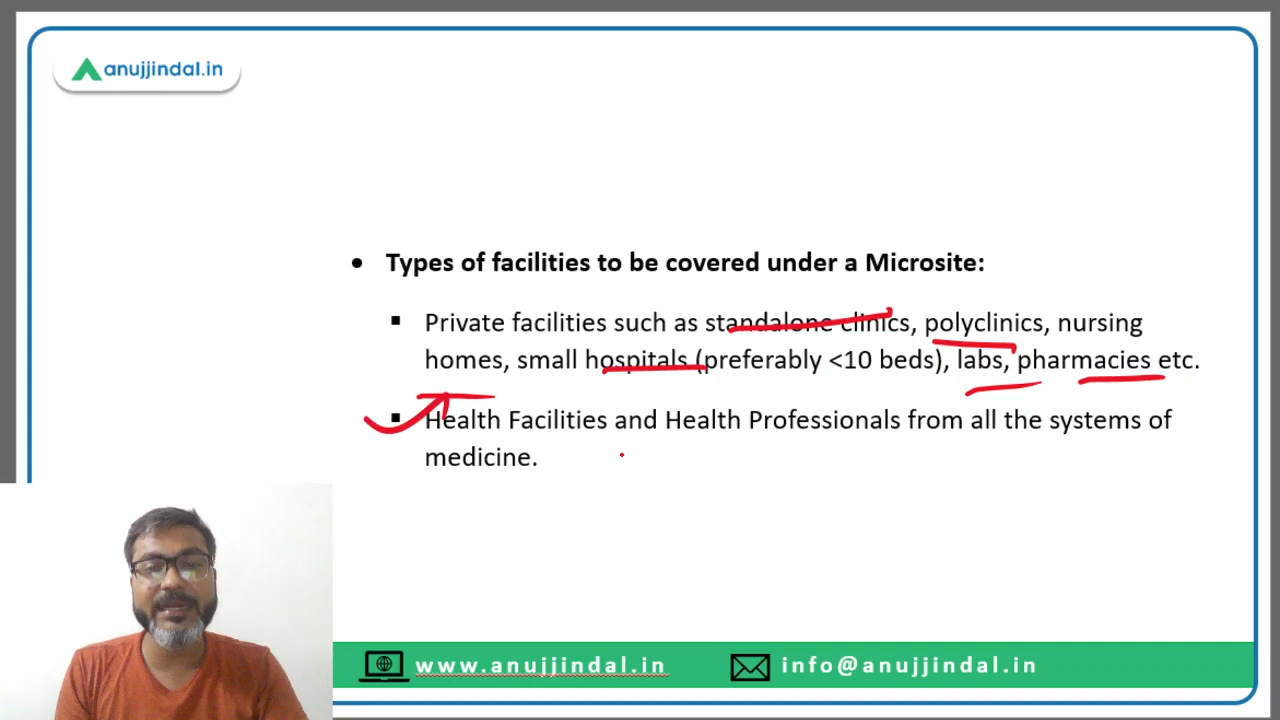 anujjindal.in
• Types of facilities to be covered under a Microsite:
▪ Private facilities such as standalone clinics, polyclinics, nursing
homes, small hospitals (preferably <10 beds), labs, pharmacies etc.
▪ Health Facilities and Health Professionals from all the systems of
medicine.
www.anujjindal.in
info@anujjindal.in